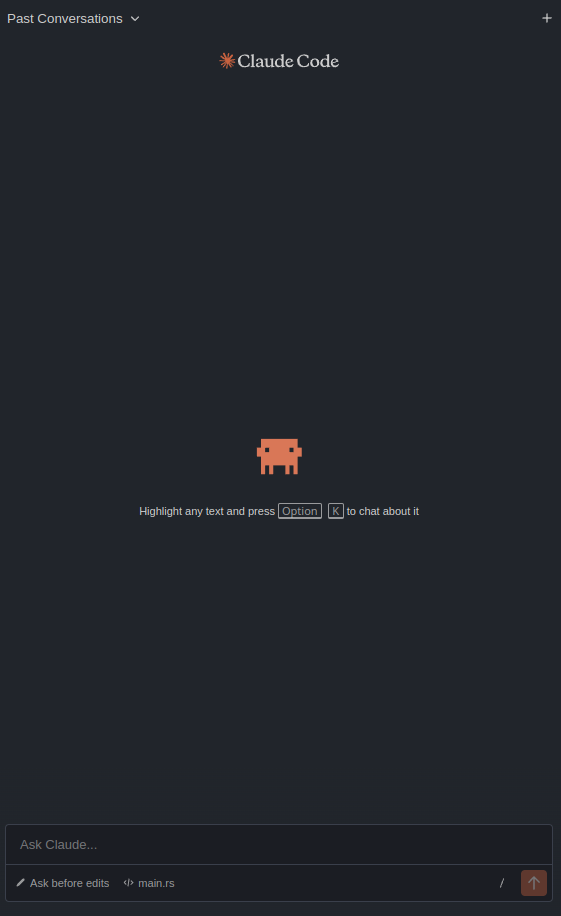 Past Conversations
Claude Code
Highlight any text and press Option K to chat about it
Ask Claude...
Ask before edits </> main.rs /